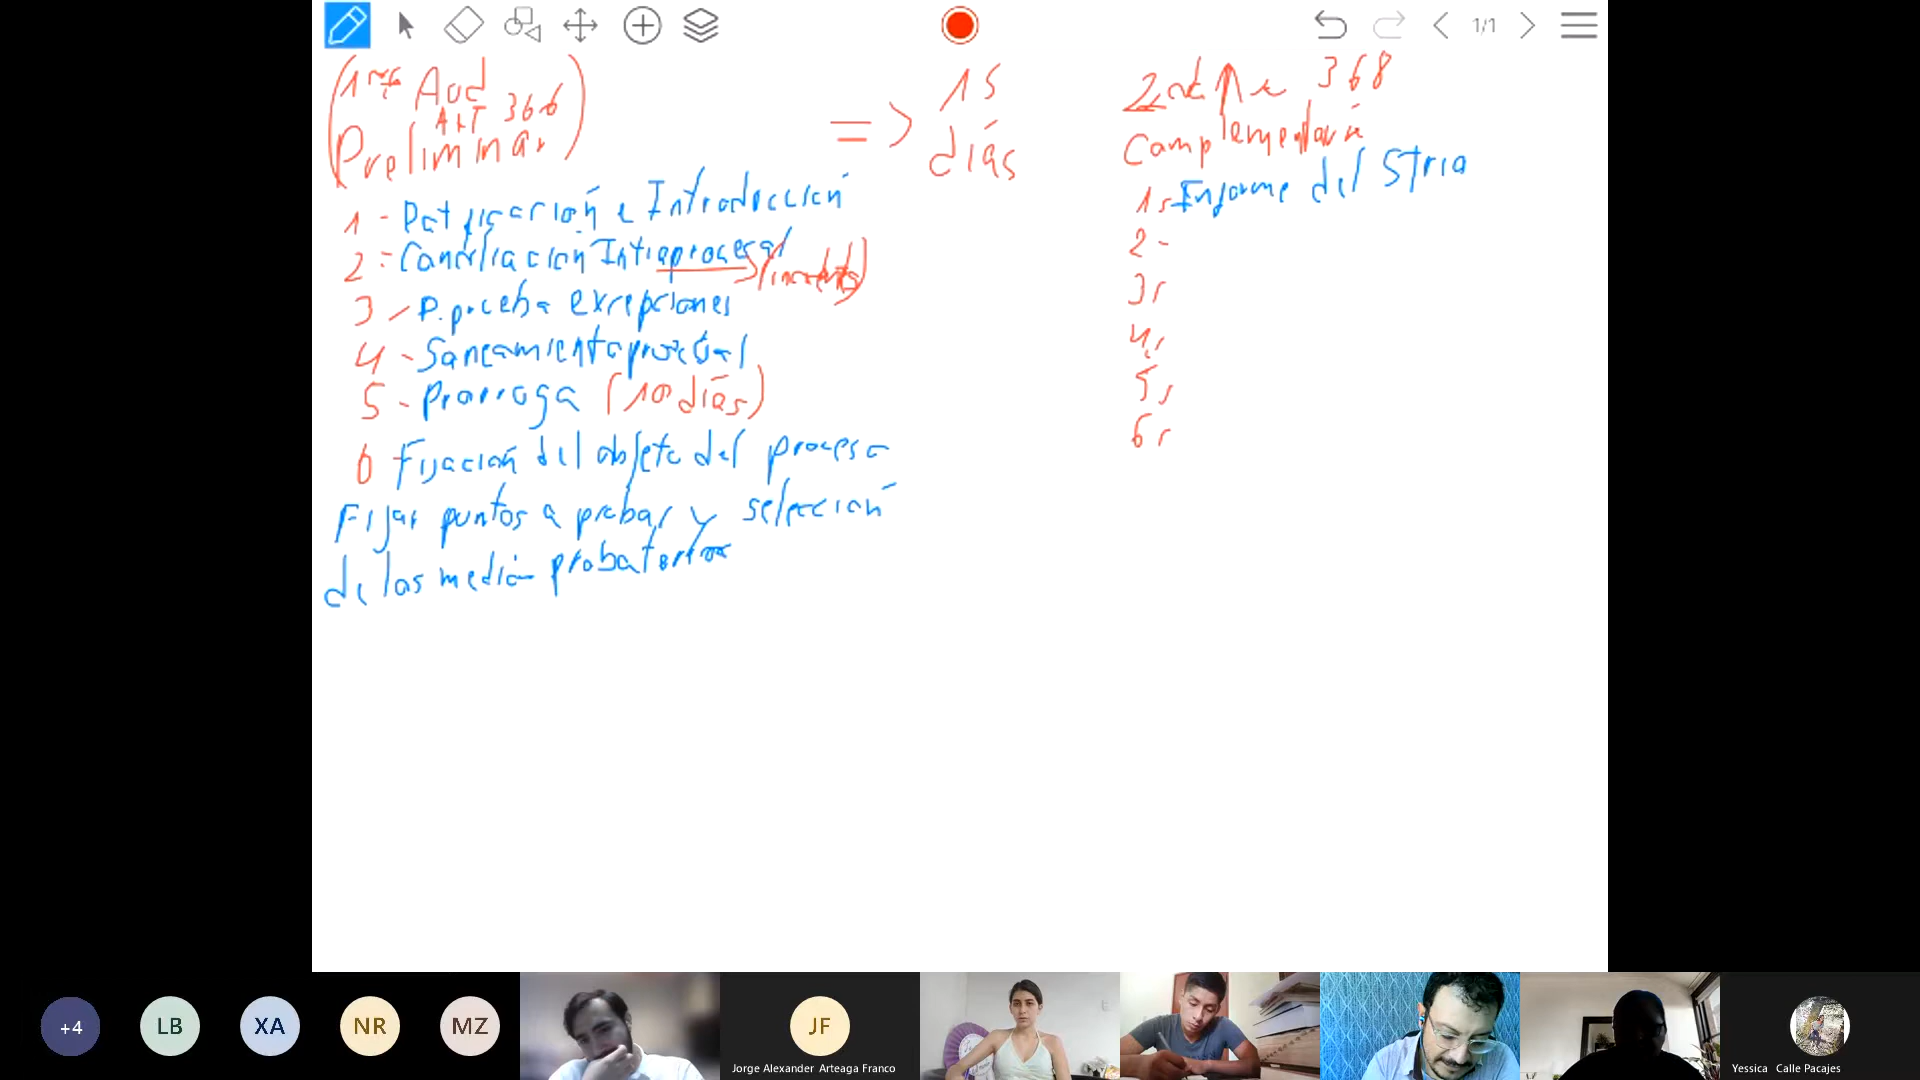 1/1
(1ra Aud
Art 366
Preliminar)
1 - Ratificación e Introducción
2 - Conciliación Intraprocesal
3 - P. prueba excepciones
4 - Saneamiento procesal
5 - Prorroga (10 días)
6 Fijación del objeto del proceso
Fijar puntos a probar y selección
de los medios probatorios
=> 15
días
368
Complementaria
1 - Informe del Stria
2 -
3 -
4 -
5 -
6 -
+4
LB
XA
NR
MZ
JF
Jorge Alexander Arteaga Franco
Yessica Calle Pacajes